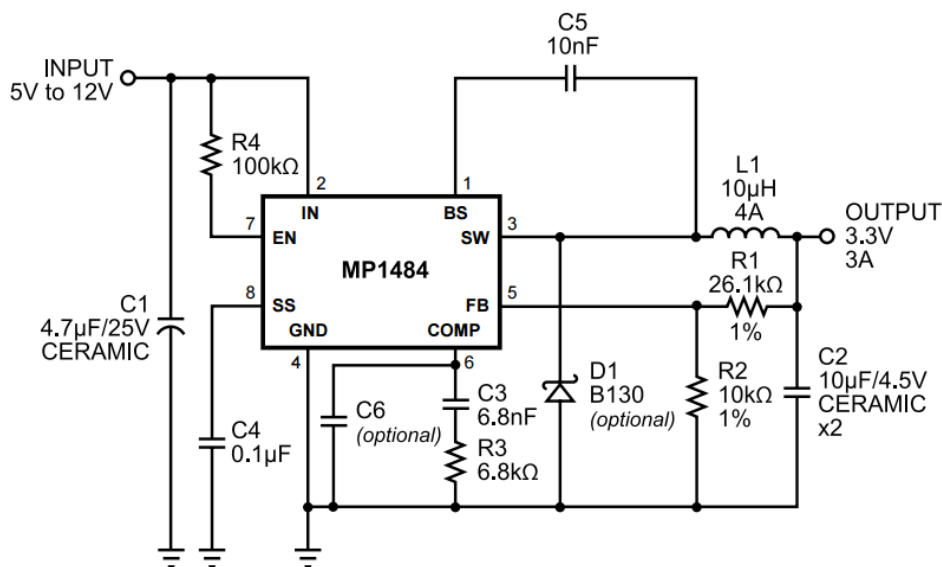 C5
10nF
INPUT
5V to 12V
R4
100kΩ
2
1
L1
10µH
4A
IN
BS
7
EN
SW
3
OUTPUT
3.3V
3A
MP1484
R1
26.1kΩ
1%
8
SS
FB
5
C1
4.7µF/25V
CERAMIC
GND
COMP
4
6
C4
0.1µF
C6
(optional)
C3
6.8nF
R3
6.8kΩ
D1
B130
(optional)
R2
10kΩ
1%
C2
10µF/4.5V
CERAMIC
x2